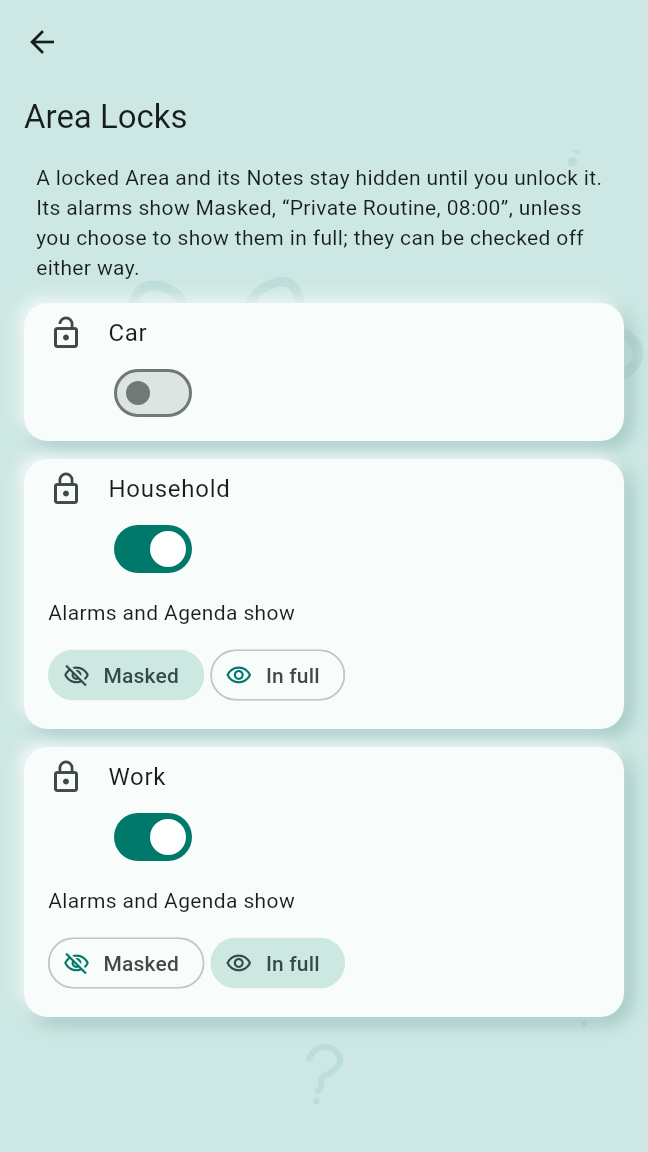 Area Locks
A locked Area and its Notes stay hidden until you unlock it.
Its alarms show Masked, “Private Routine, 08:00”, unless
you choose to show them in full; they can be checked off
either way.
Car
Household
Alarms and Agenda show
Masked In full
Work
Alarms and Agenda show
Masked In full
?